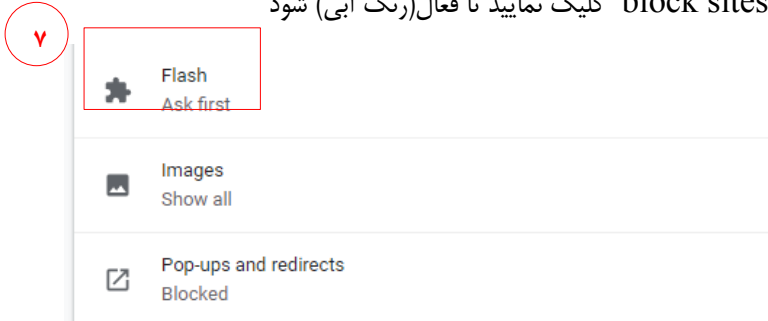 block sites کلیک نمایید تا فعال(رنگ آبی) شود
۷
Flash
Ask first
Images
Show all
Pop-ups and redirects
Blocked